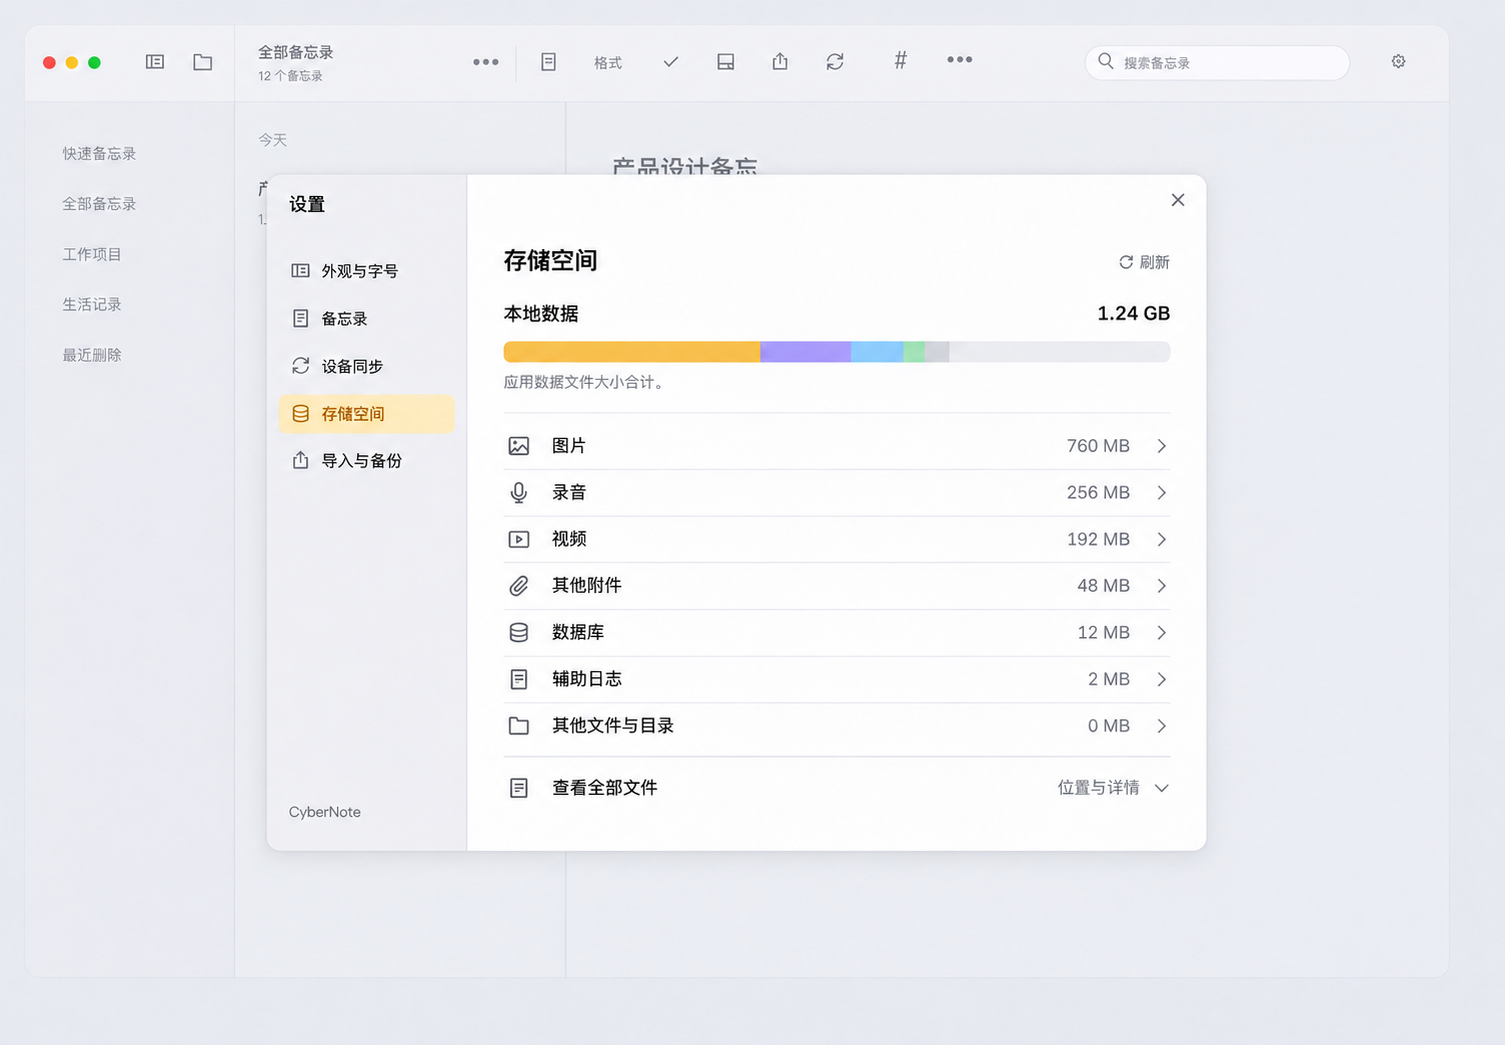 全部备忘录
12 个备忘录
格式
#
搜索备忘录
快速备忘录
全部备忘录
工作项目
生活记录
最近删除
今天
产品设计备忘
设置
外观与字号
备忘录
设备同步
存储空间
导入与备份
CyberNote
存储空间
刷新
本地数据
1.24 GB
应用数据文件大小合计。
图片
760 MB
录音
256 MB
视频
192 MB
其他附件
48 MB
数据库
12 MB
辅助日志
2 MB
其他文件与目录
0 MB
查看全部文件
位置与详情